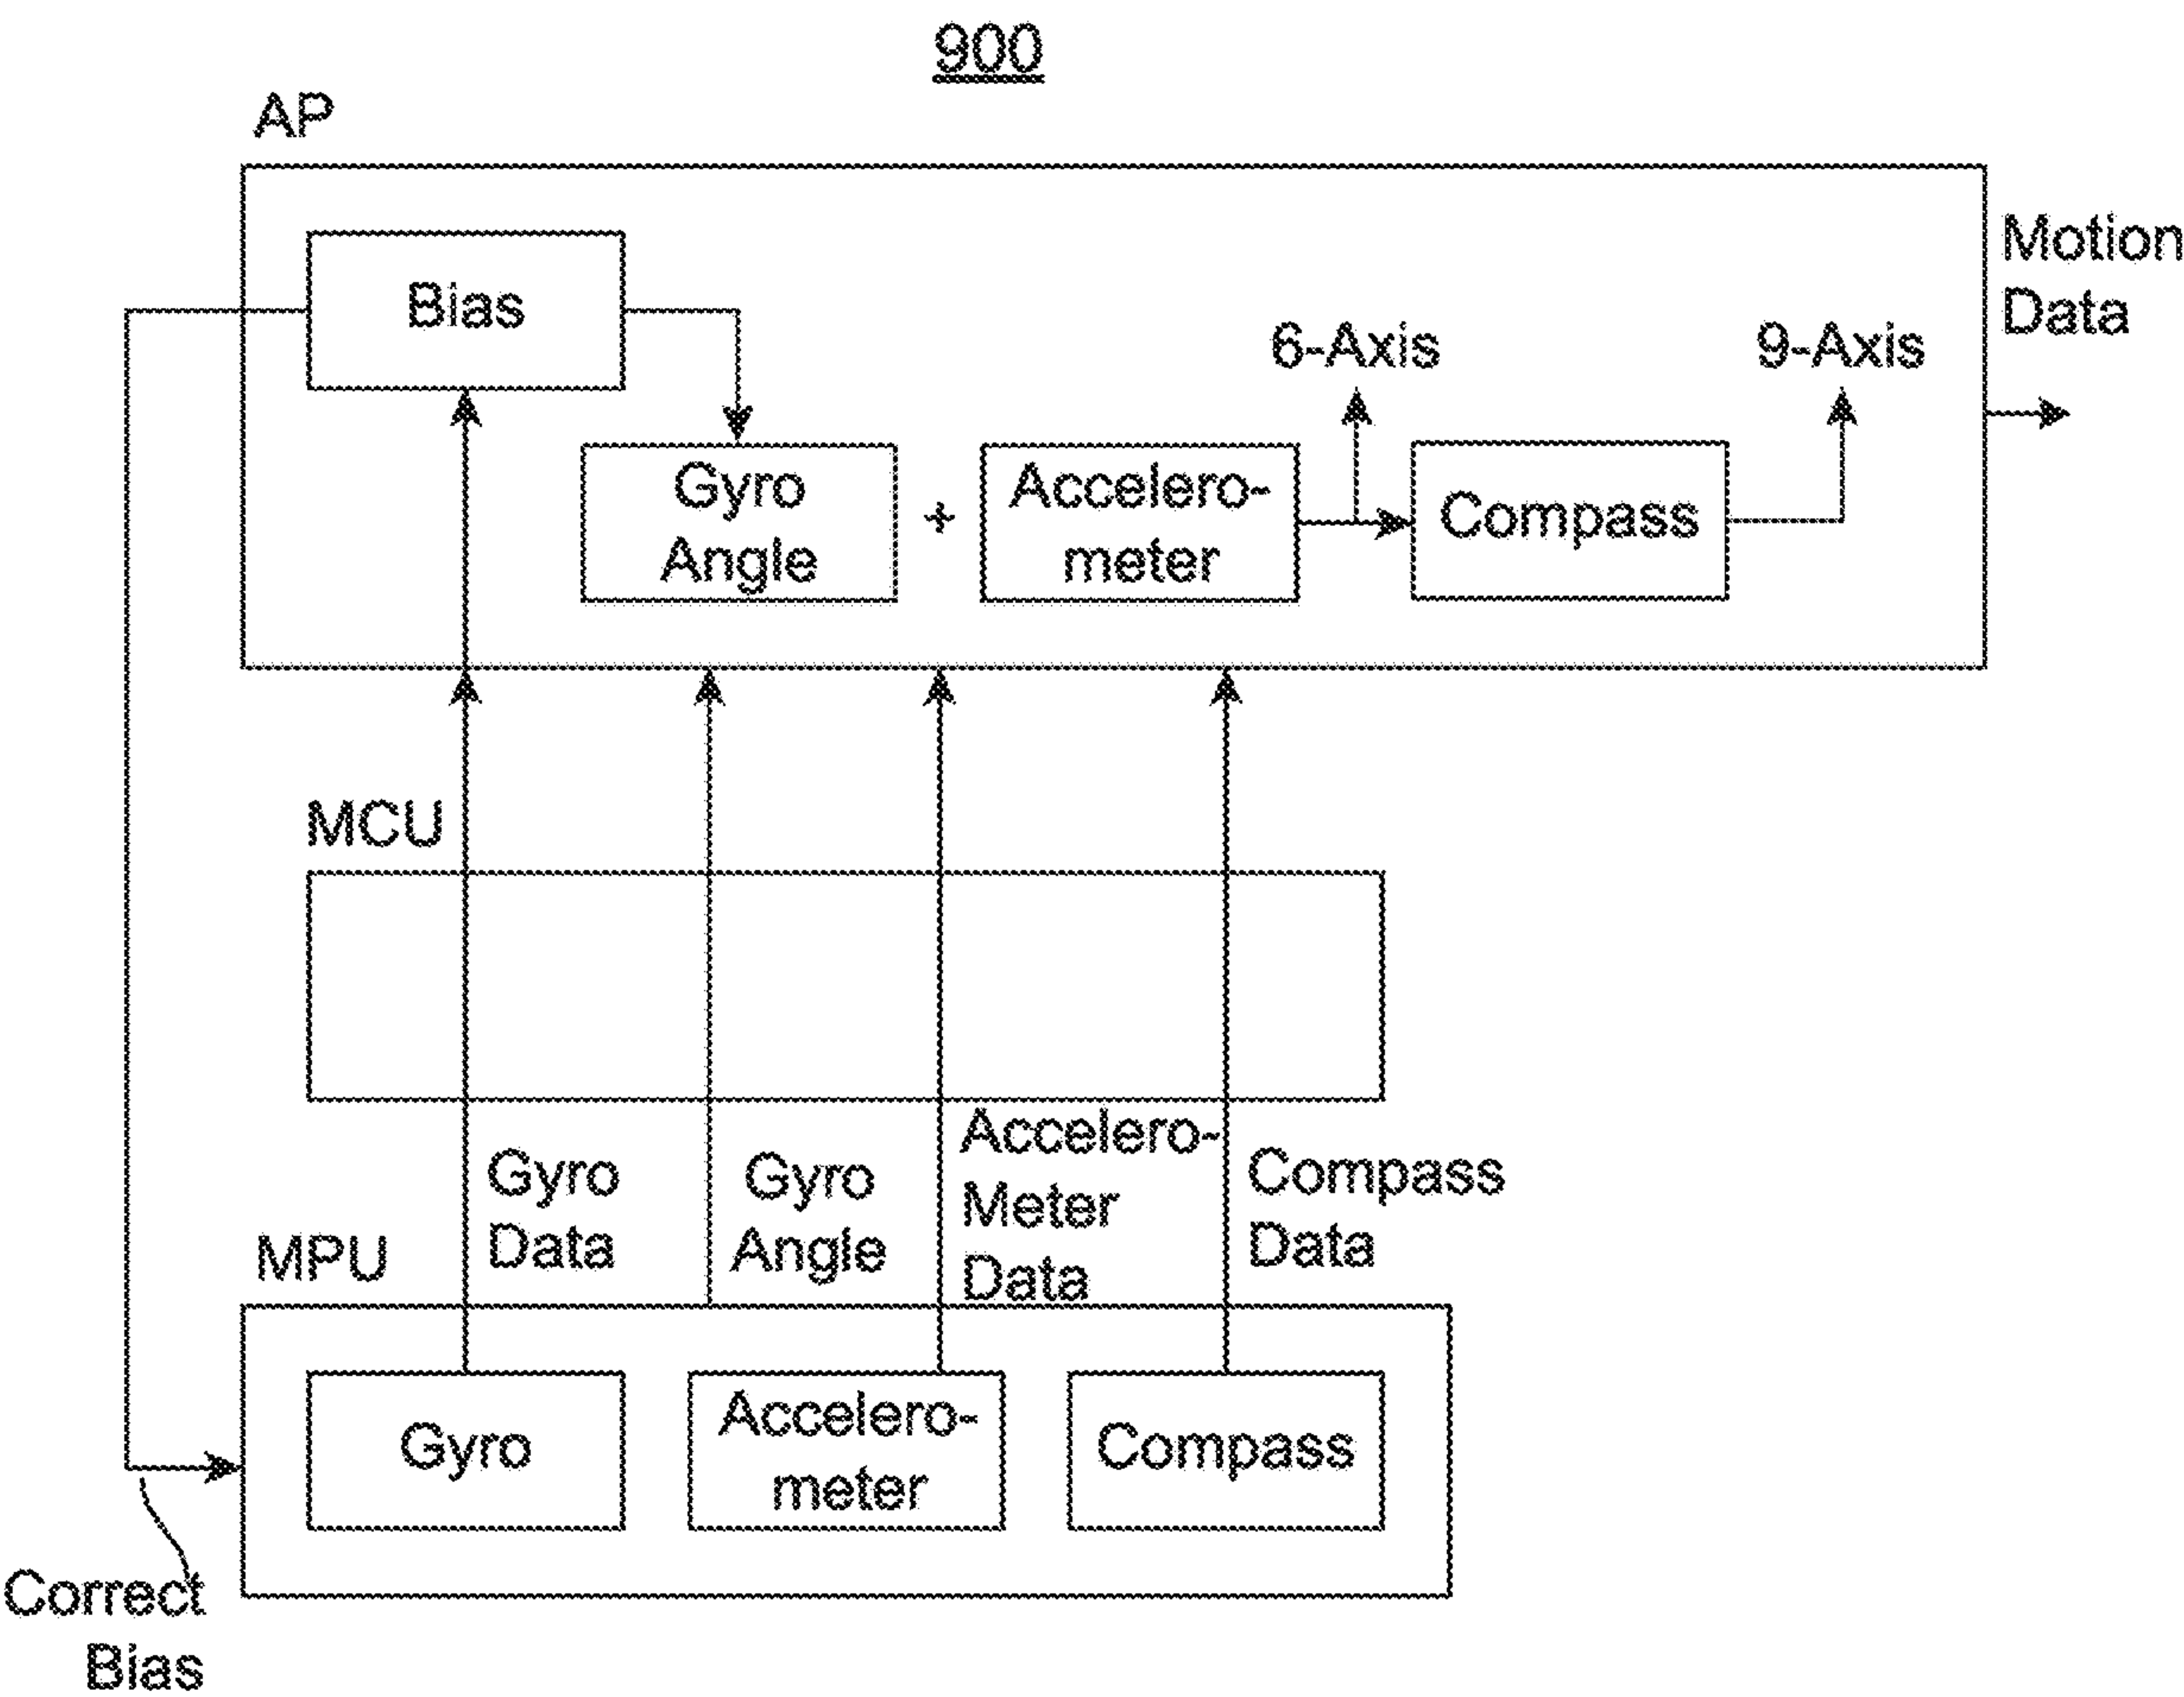 900
AP
Motion
Data
Bias
6-Axis
9-Axis
Gyro
Angle
+
Accelero-
meter
Compass
MCU
Gyro
Data
Gyro
Angle
Accelero-
Meter
Data
Compass
Data
MPU
Gyro
Accelero-
meter
Compass
Correct
Bias